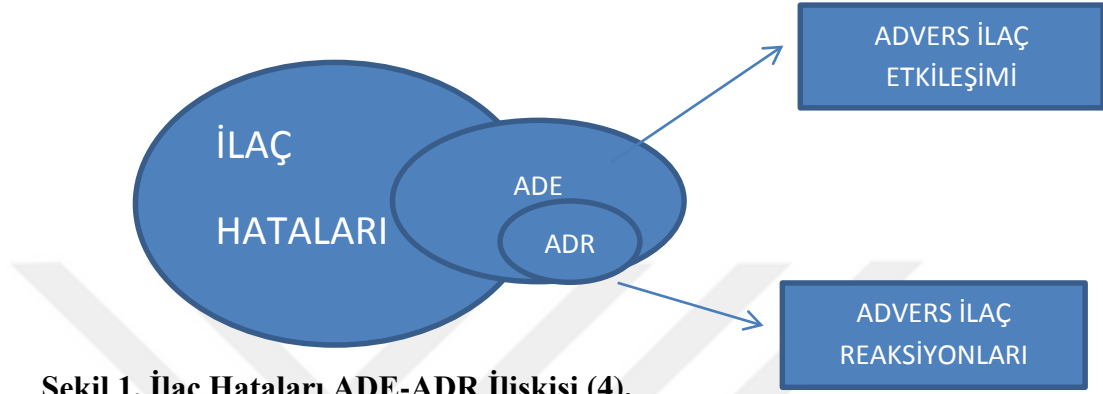 İLAÇ
HATALARI
ADE
ADR
ADVERS İLAÇ
ETKİLEŞİMİ
ADVERS İLAÇ
REAKSİYONLARI
Şekil 1. İlaç Hataları ADE-ADR İlişkisi (4).